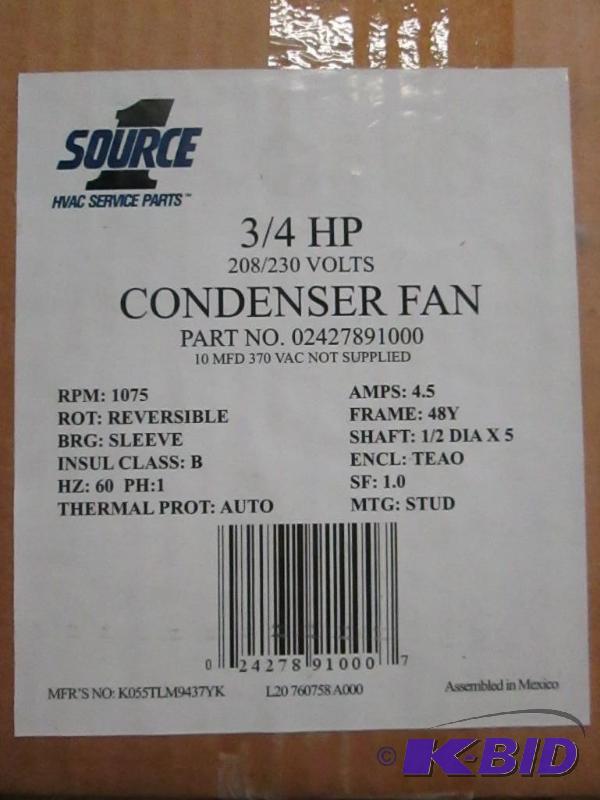 SOURCE 1
HVAC SERVICE PARTS™
3/4 HP
208/230 VOLTS
CONDENSER FAN
PART NO. 02427891000
10 MFD 370 VAC NOT SUPPLIED
RPM: 1075
ROT: REVERSIBLE
BRG: SLEEVE
INSUL CLASS: B
HZ: 60 PH:1
THERMAL PROT: AUTO
AMPS: 4.5
FRAME: 48Y
SHAFT: 1/2 DIA X 5
ENCL: TEAO
SF: 1.0
MTG: STUD
0 24278 91000 7
MFR'S NO: K055TLM9437YK L20 760758 A000 Assembled in Mexico
© K-BID